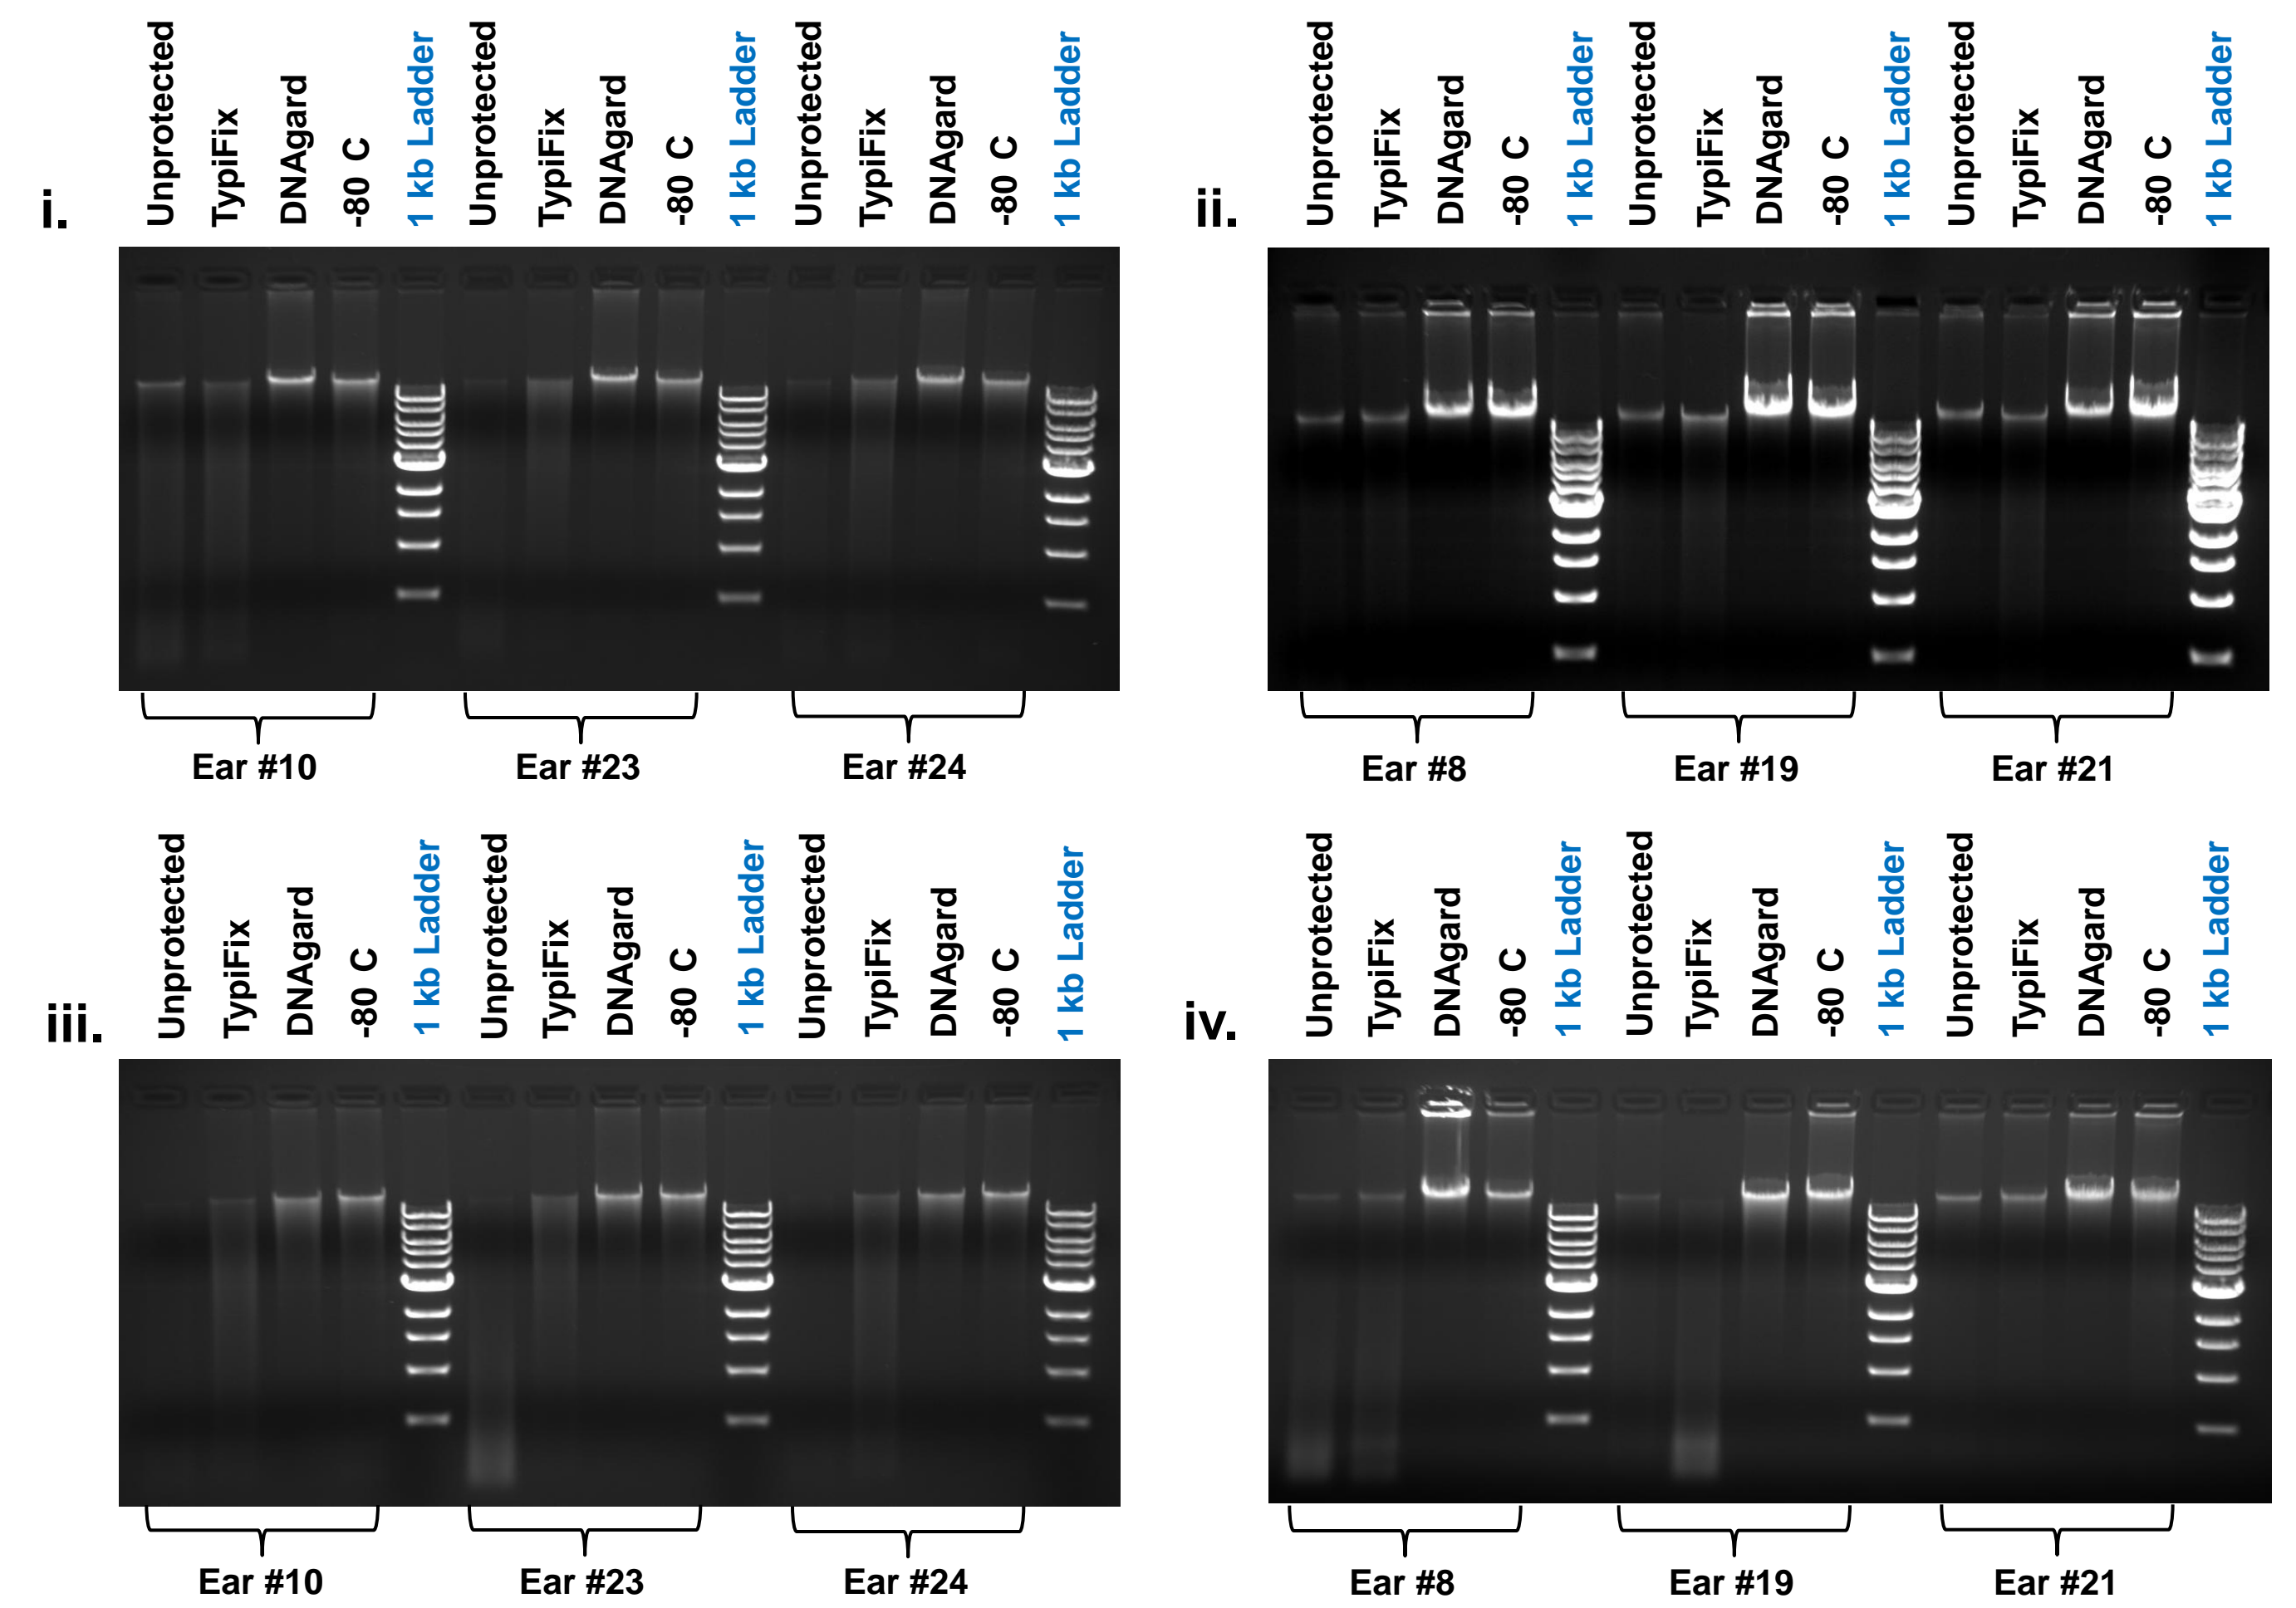 i.
Unprotected
TypiFix
DNAgard
-80 C
1 kb Ladder
Unprotected
TypiFix
DNAgard
-80 C
1 kb Ladder
Unprotected
TypiFix
DNAgard
-80 C
1 kb Ladder
Ear #10
Ear #23
Ear #24
ii.
Unprotected
TypiFix
DNAgard
-80 C
1 kb Ladder
Unprotected
TypiFix
DNAgard
-80 C
1 kb Ladder
Unprotected
TypiFix
DNAgard
-80 C
1 kb Ladder
Ear #8
Ear #19
Ear #21
iii.
Unprotected
TypiFix
DNAgard
-80 C
1 kb Ladder
Unprotected
TypiFix
DNAgard
-80 C
1 kb Ladder
Unprotected
TypiFix
DNAgard
-80 C
1 kb Ladder
Ear #10
Ear #23
Ear #24
iv.
Unprotected
TypiFix
DNAgard
-80 C
1 kb Ladder
Unprotected
TypiFix
DNAgard
-80 C
1 kb Ladder
Unprotected
TypiFix
DNAgard
-80 C
1 kb Ladder
Ear #8
Ear #19
Ear #21